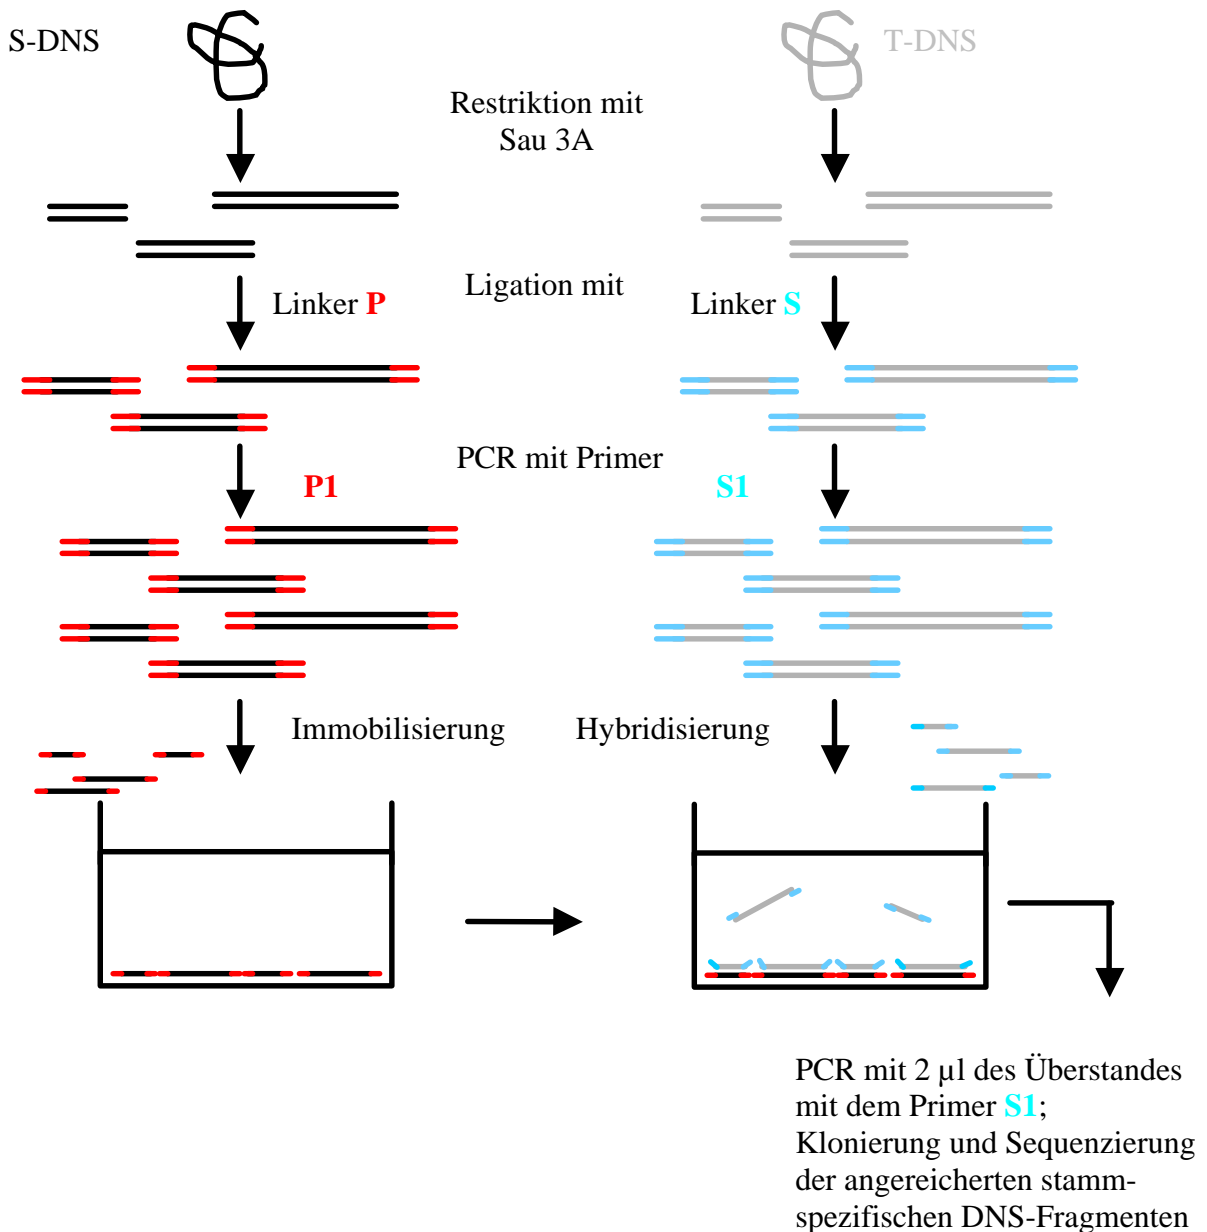 S-DNS
T-DNS
Restriktion mit
Sau 3A
Ligation mit
Linker P
Linker S
PCR mit Primer
P1
S1
Immobilisierung
Hybridisierung
PCR mit 2 µl des Überstandes
mit dem Primer S1;
Klonierung und Sequenzierung
der angereicherten stamm-
spezifischen DNS-Fragmenten